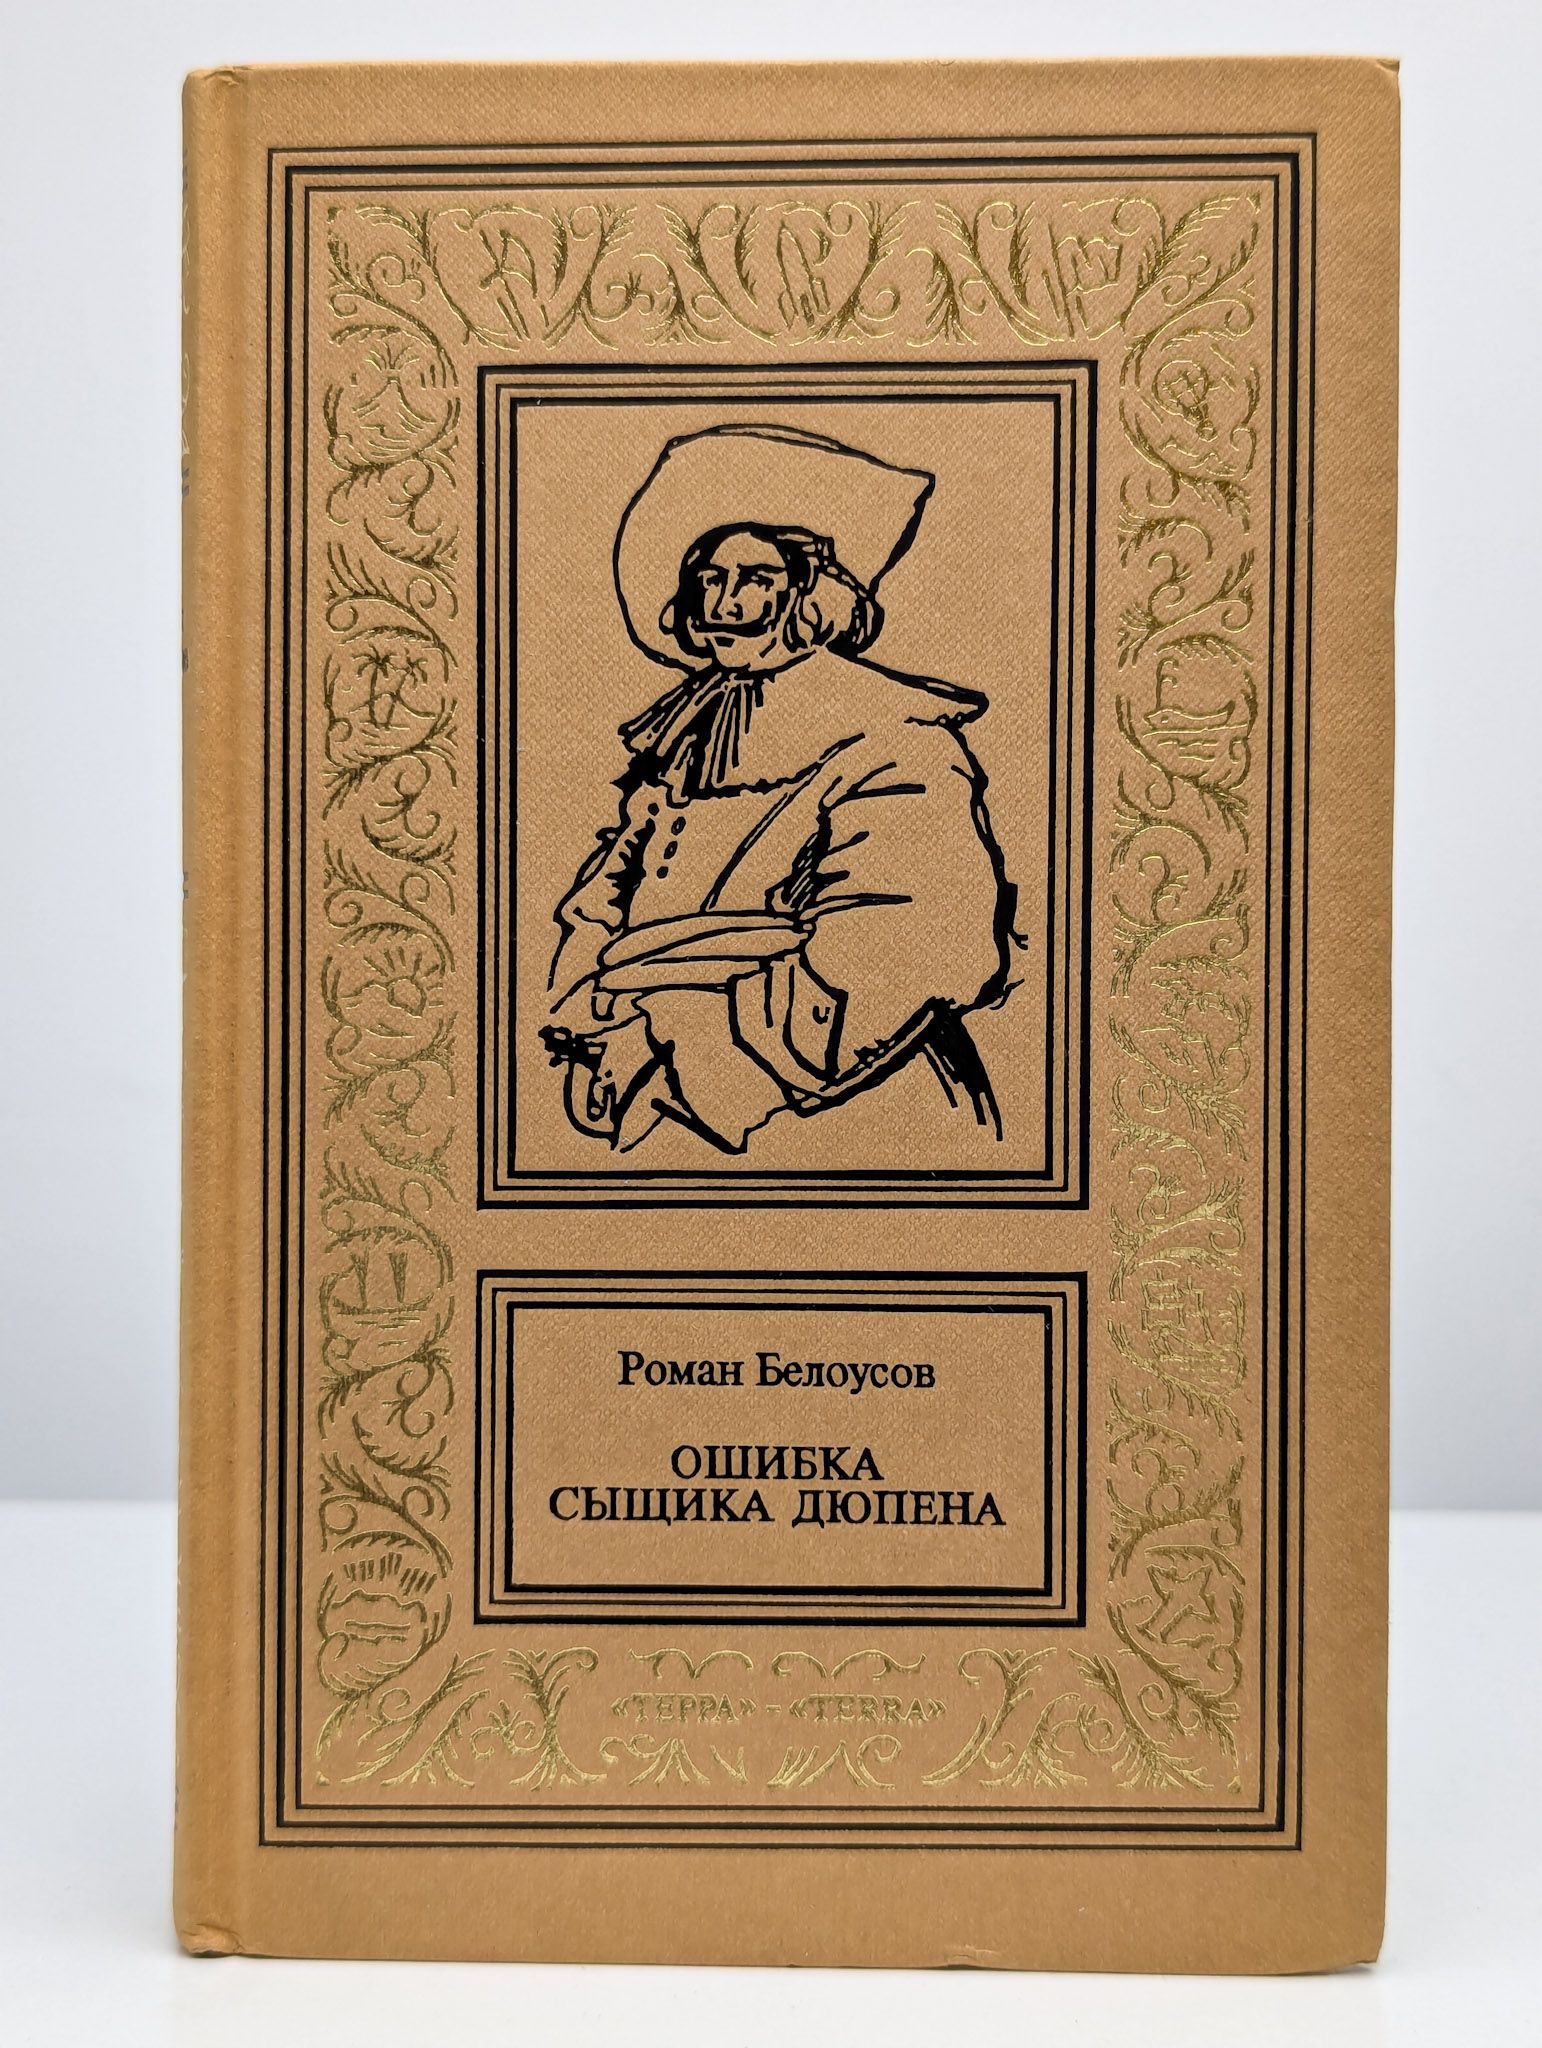 Роман Белоусов
ОШИБКА
СЫЩИКА ДЮПЕНА
«ТЕРРА» – «TERRA»